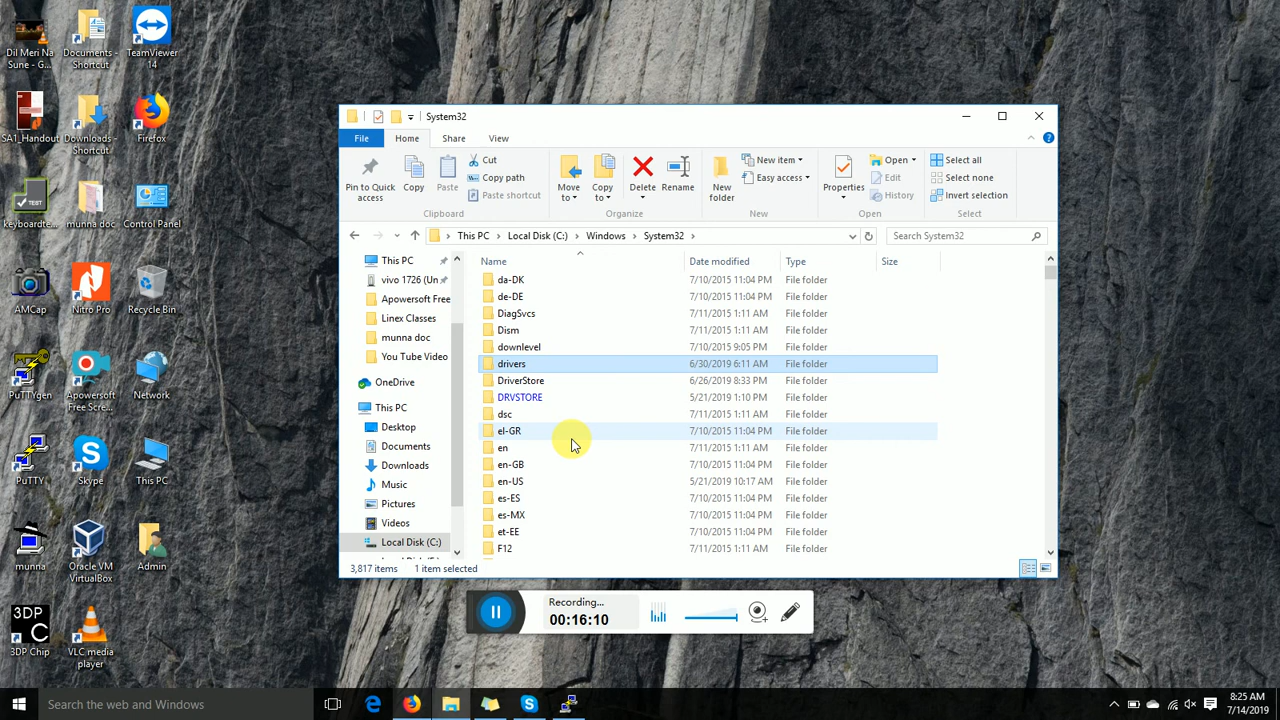 Dil Meri Na
Sune - G...
Documents -
Shortcut
TeamViewer
14
SA1_Handout
Downloads -
Shortcut
Firefox
TEST
keyboardte...
munna doc
Control Panel
AMCap
Nitro Pro
Recycle Bin
PuTTYgen
Apowersoft
Free Scre...
Network
PuTTY
Skype
This PC
munna
Oracle VM
VirtualBox
Admin
3DP
C
3DP Chip
VLC media
player
System32
File
Home
Share
View
Pin to Quick
access
Copy
Paste
Cut
Copy path
Paste shortcut
Clipboard
Move
to
Copy
to
Delete
Rename
Organize
New
folder
New item
Easy access
New
Properties
Open
Edit
History
Open
Select all
Select none
Invert selection
Select
This PC > Local Disk (C:) > Windows > System32 >
Search System32
This PC
vivo 1726 (Un
Apowersoft Free
Linex Classes
munna doc
You Tube Video
OneDrive
This PC
Desktop
Documents
Downloads
Music
Pictures
Videos
Local Disk (C:)
Name Date modified Type Size
da-DK 7/10/2015 11:04 PM File folder
de-DE 7/10/2015 11:04 PM File folder
DiagSvcs 7/11/2015 1:11 AM File folder
Dism 7/11/2015 1:11 AM File folder
downlevel 7/10/2015 9:05 PM File folder
drivers 6/30/2019 6:11 AM File folder
DriverStore 6/26/2019 8:33 PM File folder
DRVSTORE 5/21/2019 1:10 PM File folder
dsc 7/11/2015 1:11 AM File folder
el-GR 7/10/2015 11:04 PM File folder
en 7/11/2015 1:11 AM File folder
en-GB 7/10/2015 11:04 PM File folder
en-US 5/21/2019 10:17 AM File folder
es-ES 7/10/2015 11:04 PM File folder
es-MX 7/10/2015 11:04 PM File folder
et-EE 7/10/2015 11:04 PM File folder
F12 7/11/2015 1:11 AM File folder
3,817 items 1 item selected
Recording...
00:16:10
Search the web and Windows
8:25 AM
7/14/2019